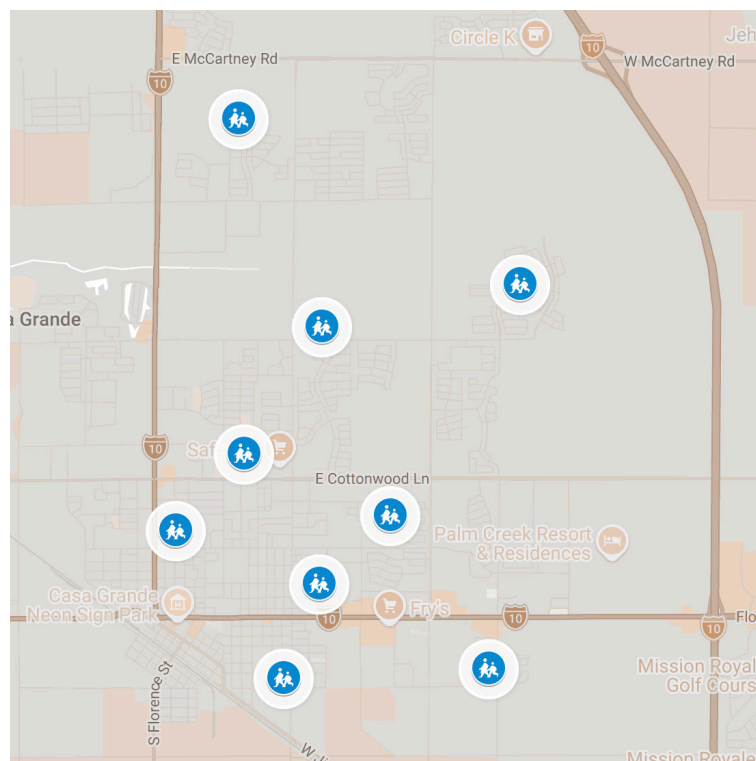 Circle K
Jeh
E McCartney Rd
10
W McCartney Rd
10
a Grande
10
Saf
E Cottonwood Ln
Palm Creek Resort
& Residences
Casa Grande
Neon Sign Park
Fry's
10
10
10
Flo
S Florence St
Mission Royal
Golf Cours
W
Mission Royale